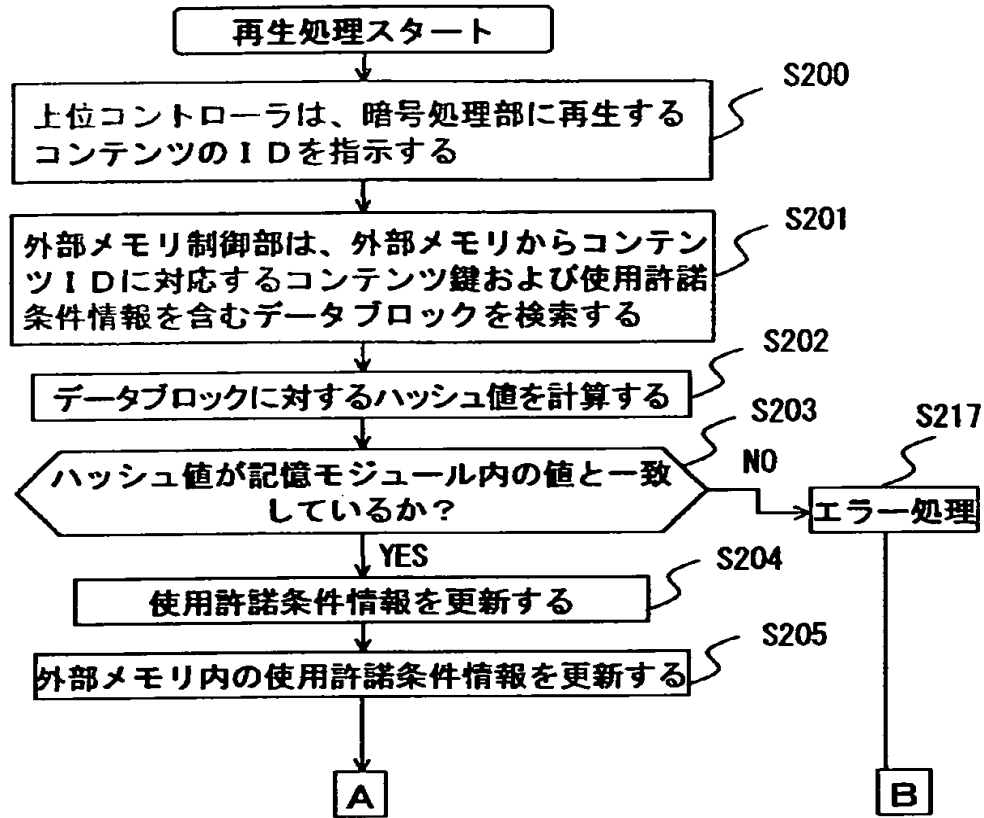 再生処理スタート
S200
上位コントローラは、暗号処理部に再生する
コンテンツのＩＤを指示する
S201
外部メモリ制御部は、外部メモリからコンテン
ツＩＤに対応するコンテンツ鍵および使用許諾
条件情報を含むデータブロックを検索する
S202
データブロックに対するハッシュ値を計算する
S203
ハッシュ値が記憶モジュール内の値と一致
しているか？
NO
S217
エラー処理
YES
S204
使用許諾条件情報を更新する
S205
外部メモリ内の使用許諾条件情報を更新する
A
B